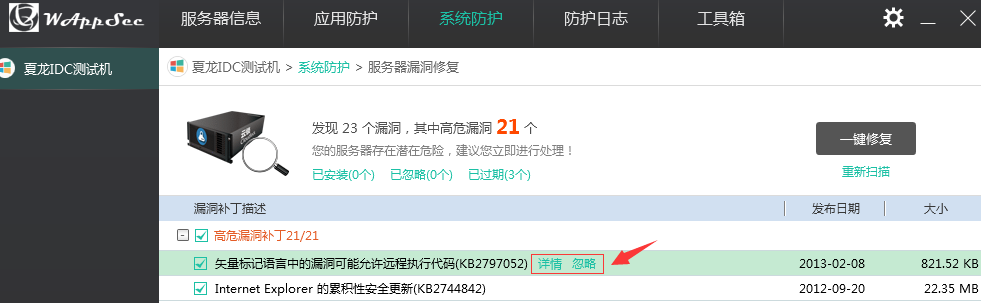 WAppSec 服务器信息 应用防护 系统防护 防护日志 工具箱
夏龙IDC测试机
夏龙IDC测试机 > 系统防护 > 服务器漏洞修复
发现 23 个漏洞，其中高危漏洞 21 个
您的服务器存在潜在危险，建议您立即进行处理！
已安装(0个) 已忽略(0个) 已过期(3个)
一键修复
重新扫描
漏洞补丁描述 发布日期 大小
高危漏洞补丁21/21
矢量标记语言中的漏洞可能允许远程执行代码(KB2797052) 详情 忽略 2013-02-08 821.52 KB
Internet Explorer 的累积性安全更新(KB2744842) 2012-09-20 22.35 MB